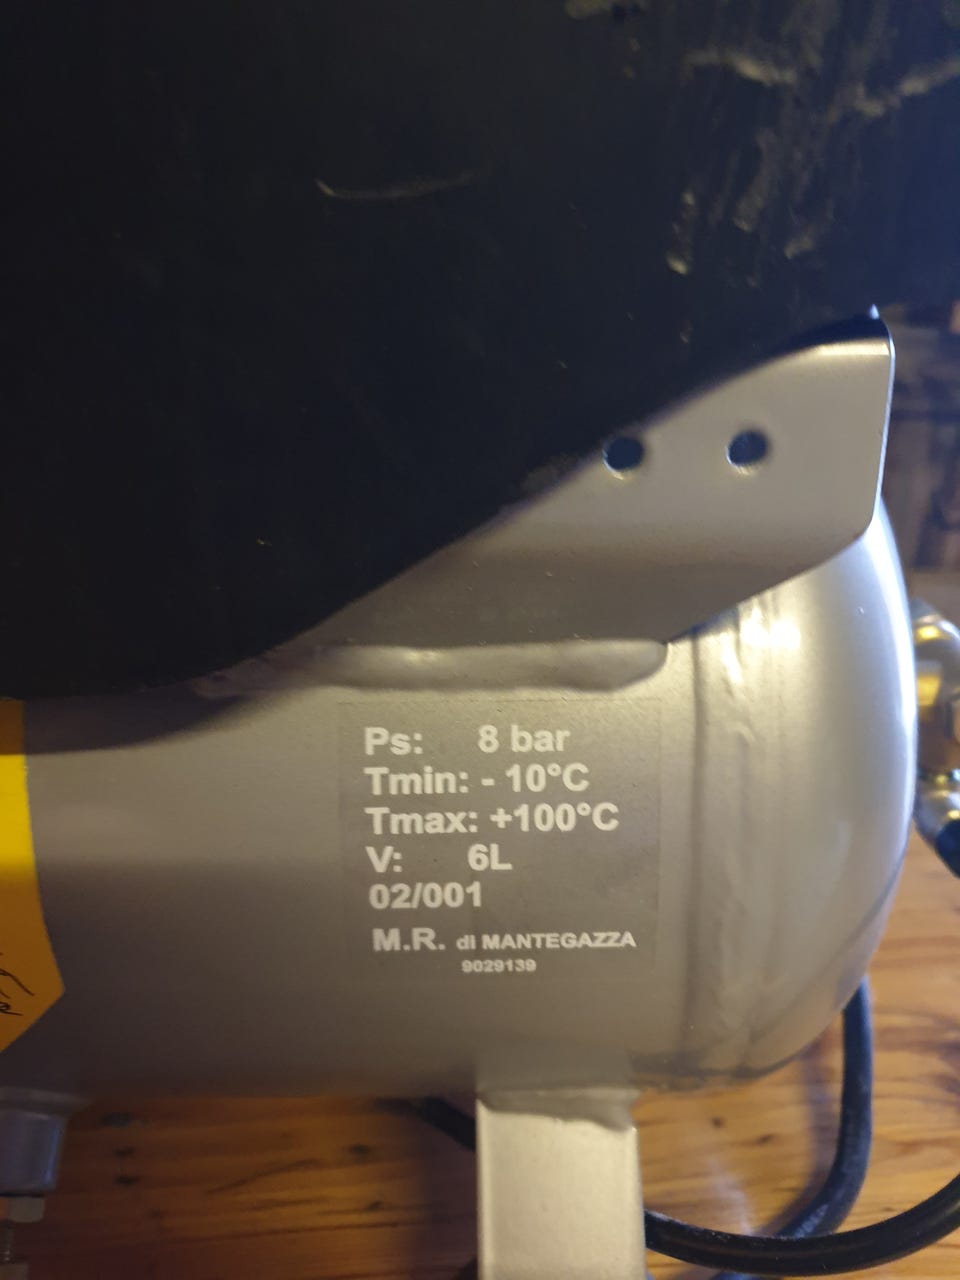 Ps: 8 bar
Tmin: - 10°C
Tmax: +100°C
V: 6L
02/001
M.R. di MANTEGAZZA
9029139